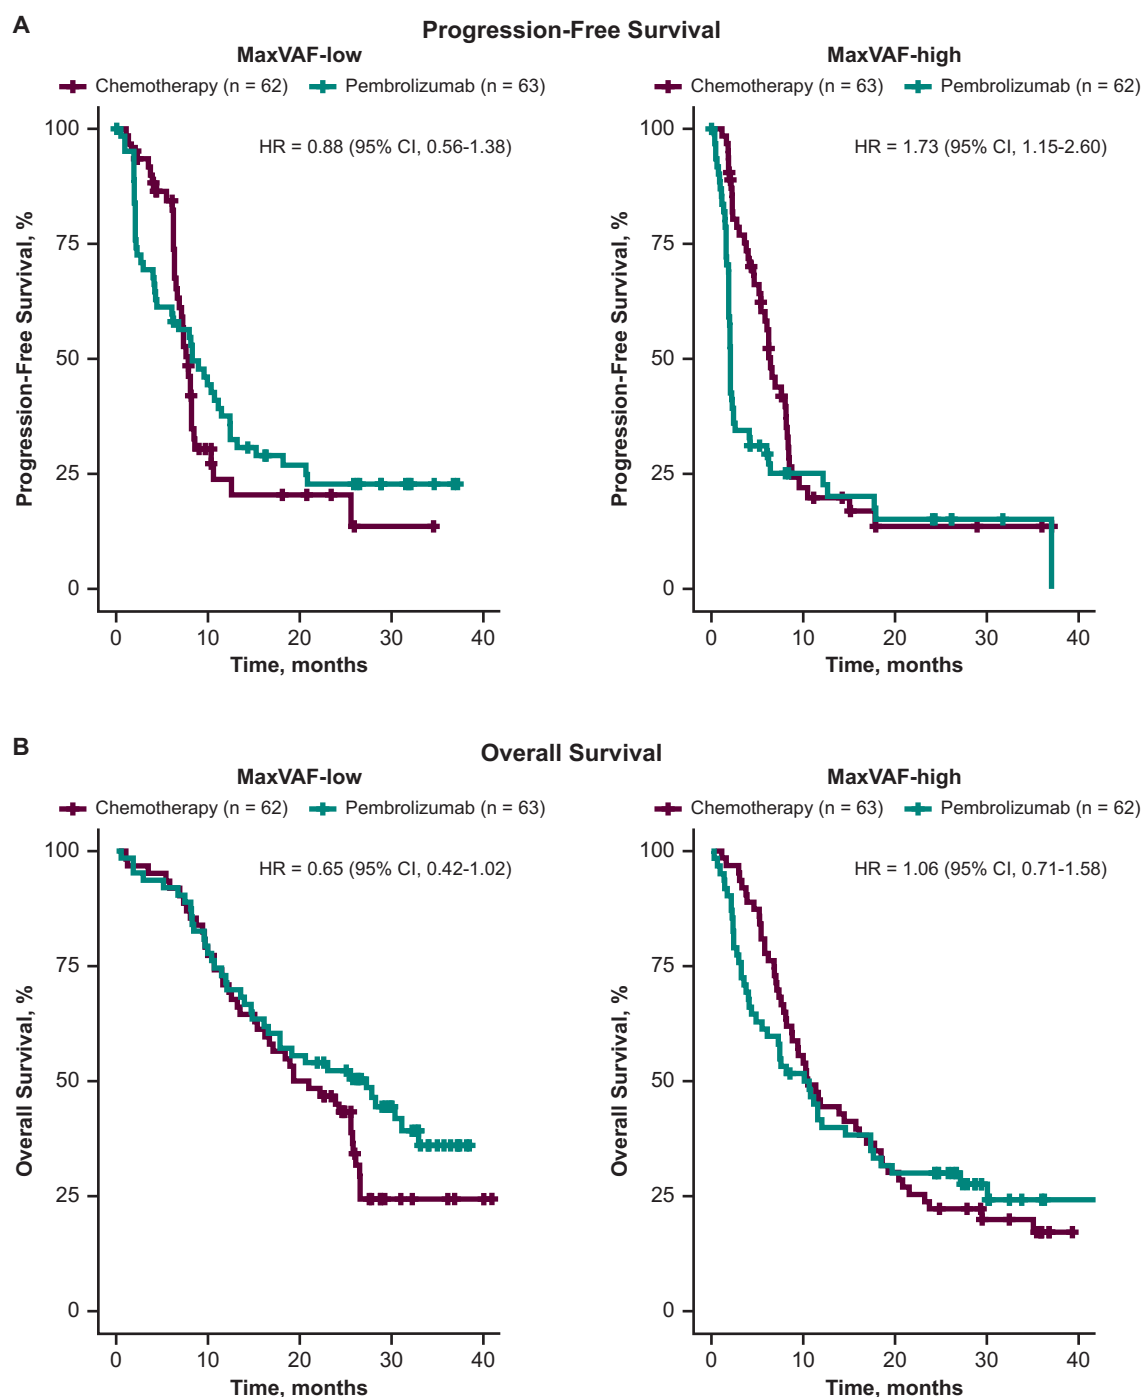 A
Progression-Free Survival
MaxVAF-low
MaxVAF-high
Chemotherapy (n = 62) Pembrolizumab (n = 63)
Chemotherapy (n = 63) Pembrolizumab (n = 62)
HR = 0.88 (95% CI, 0.56-1.38)
HR = 1.73 (95% CI, 1.15-2.60)
Progression-Free Survival, %
100
75
50
25
0
0 10 20 30 40
Time, months
Progression-Free Survival, %
100
75
50
25
0
0 10 20 30 40
Time, months
B
Overall Survival
MaxVAF-low
MaxVAF-high
Chemotherapy (n = 62) Pembrolizumab (n = 63)
Chemotherapy (n = 63) Pembrolizumab (n = 62)
HR = 0.65 (95% CI, 0.42-1.02)
HR = 1.06 (95% CI, 0.71-1.58)
Overall Survival, %
100
75
50
25
0
0 10 20 30 40
Time, months
Overall Survival, %
100
75
50
25
0
0 10 20 30 40
Time, months